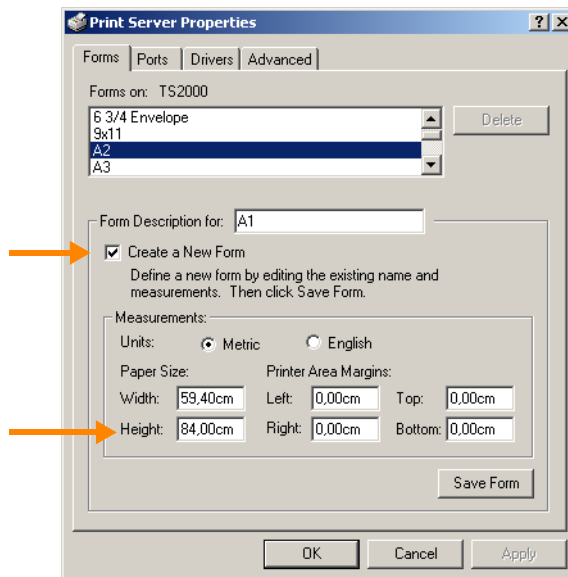 Print Server Properties
Forms Ports Drivers Advanced
Forms on: TS2000
6 3/4 Envelope
9x11
A2
A3
Delete
Form Description for: A1
Create a New Form
Define a new form by editing the existing name and
measurements. Then click Save Form.
Measurements:
Units: Metric English
Paper Size: Printer Area Margins:
Width: 59,40cm Left: 0,00cm Top: 0,00cm
Height: 84,00cm Right: 0,00cm Bottom: 0,00cm
Save Form
OK Cancel Apply